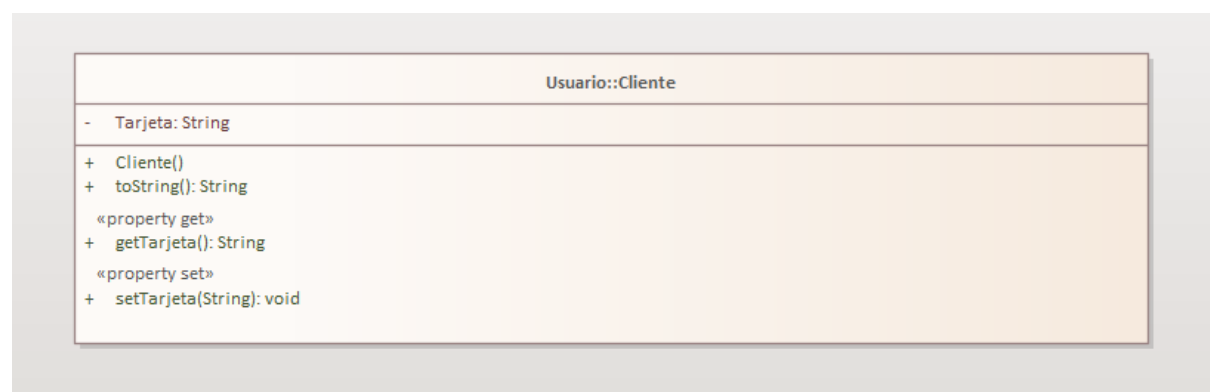 Usuario::Cliente
- Tarjeta: String
+ Cliente()
+ toString(): String
«property get»
+ getTarjeta(): String
«property set»
+ setTarjeta(String): void